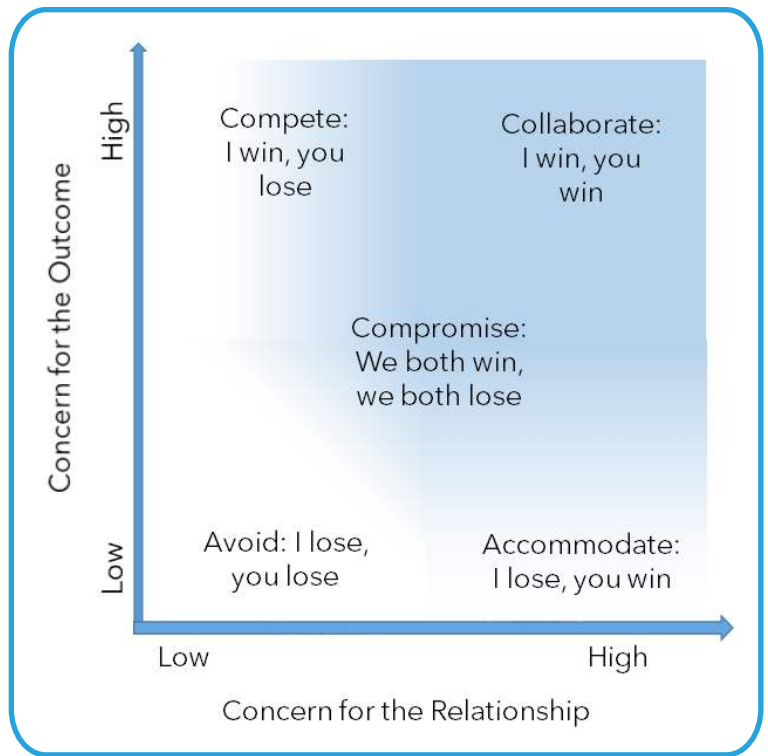 Compete:
I win, you
lose
Collaborate:
I win, you
win
Compromise:
We both win,
we both lose
Avoid: I lose,
you lose
Accommodate:
I lose, you win
High
Concern for the Outcome
Low
Low
High
Concern for the Relationship